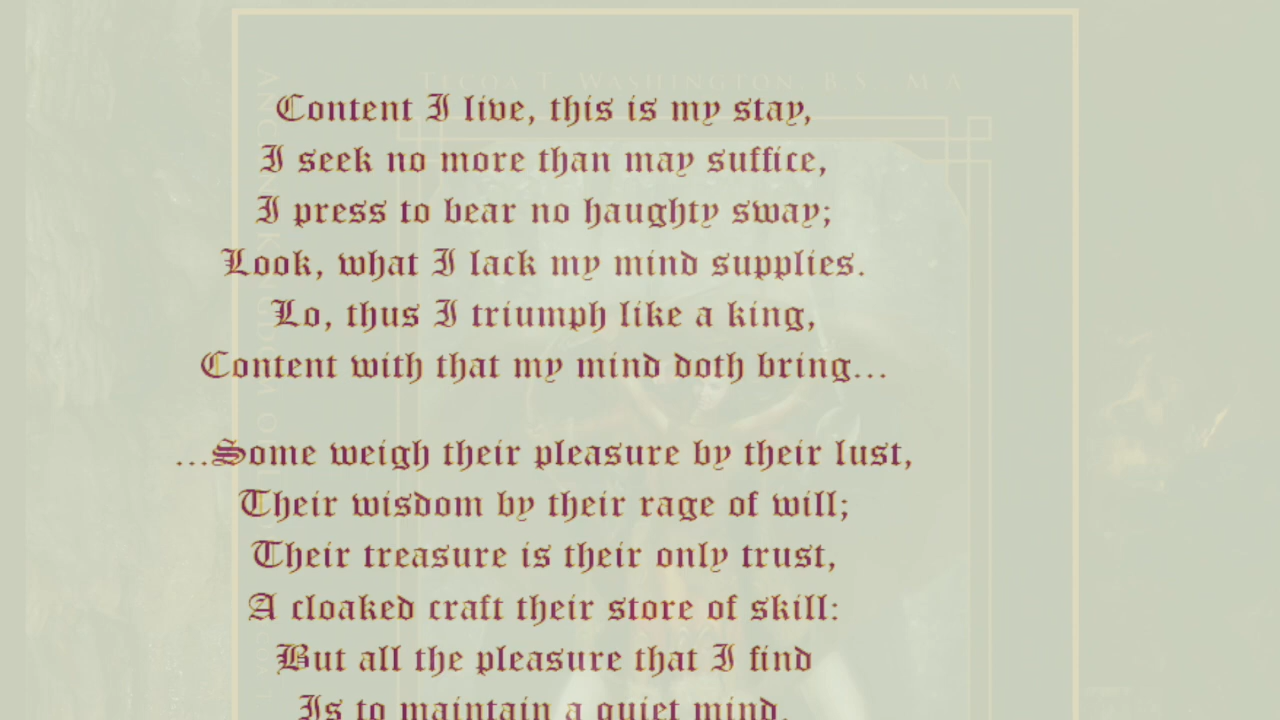 TECOA T. WASHINGTON, B.S., M.A.
Content I live, this is my stay,
I seek no more than may suffice,
I press to bear no haughty sway;
Look, what I lack my mind supplies.
Lo, thus I triumph like a king,
Content with that my mind doth bring…
…Some weigh their pleasure by their lust,
Their wisdom by their rage of will;
Their treasure is their only trust,
A cloaked craft their store of skill:
But all the pleasure that I find
Is to maintain a quiet mind.